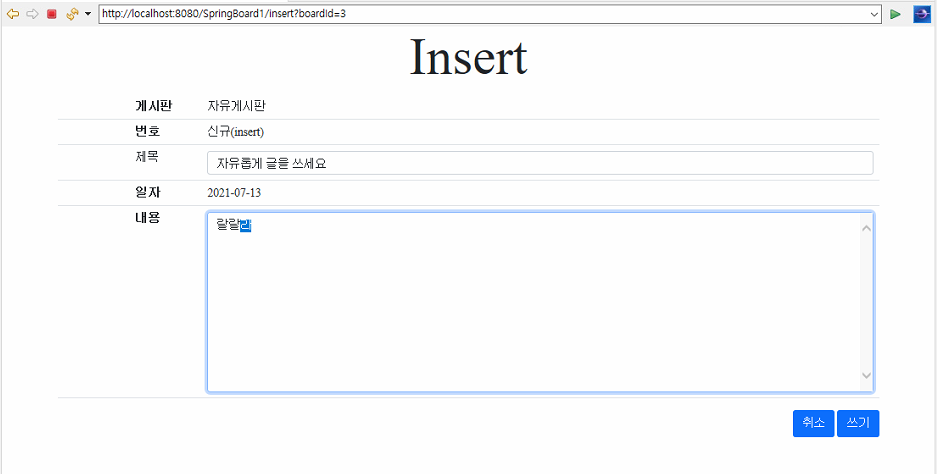 http://localhost:8080/SpringBoard1/insert?boardId=3
Insert
게시판 자유게시판
번호 신규(insert)
제목 자유롭게 글을 쓰세요
일자 2021-07-13
내용 랄랄라
취소 쓰기